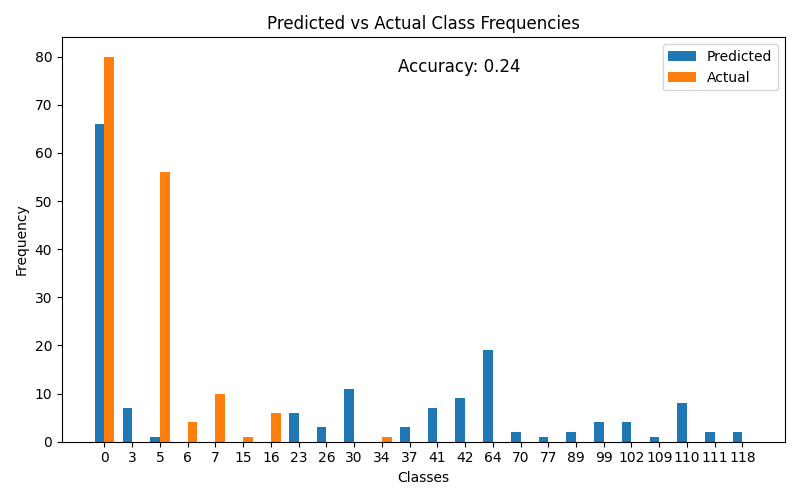 Predicted vs Actual Class Frequencies
Accuracy: 0.24
Predicted
Actual
80
70
60
50
40
30
20
10
0
Frequency
0 3 5 6 7 15 16 23 26 30 34 37 41 42 64 70 77 89 99 102 109 110 111 118
Classes